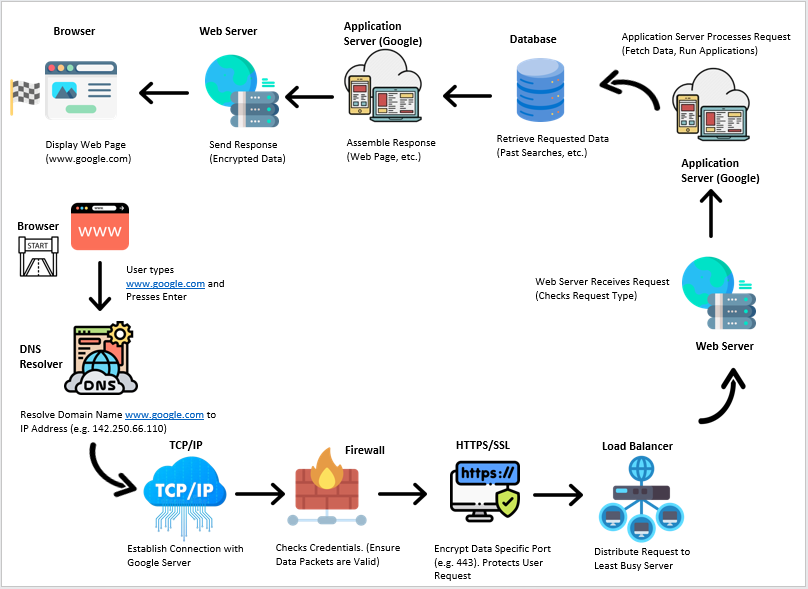 Browser
Web Server
Application
Server (Google)
Database
Application Server Processes Request
(Fetch Data, Run Applications)
Display Web Page
(www.google.com)
Send Response
(Encrypted Data)
Assemble Response
(Web Page, etc.)
Retrieve Requested Data
(Past Searches, etc.)
Application
Server (Google)
Browser
START
www
WWW
User types
www.google.com and
Presses Enter
Web Server Receives Request
(Checks Request Type)
Web Server
DNS
Resolver
DNS
Resolve Domain Name www.google.com to
IP Address (e.g. 142.250.66.110)
TCP/IP
TCP/IP
Establish Connection with
Google Server
Firewall
Checks Credentials. (Ensure
Data Packets are Valid)
HTTPS/SSL
https://
Encrypt Data Specific Port
(e.g. 443). Protects User
Request
Load Balancer
Distribute Request to
Least Busy Server